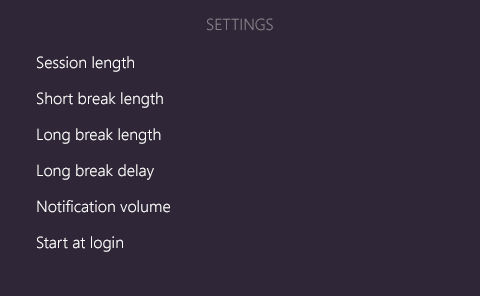 SETTINGS
Session length
Short break length
Long break length
Long break delay
Notification volume
Start at login